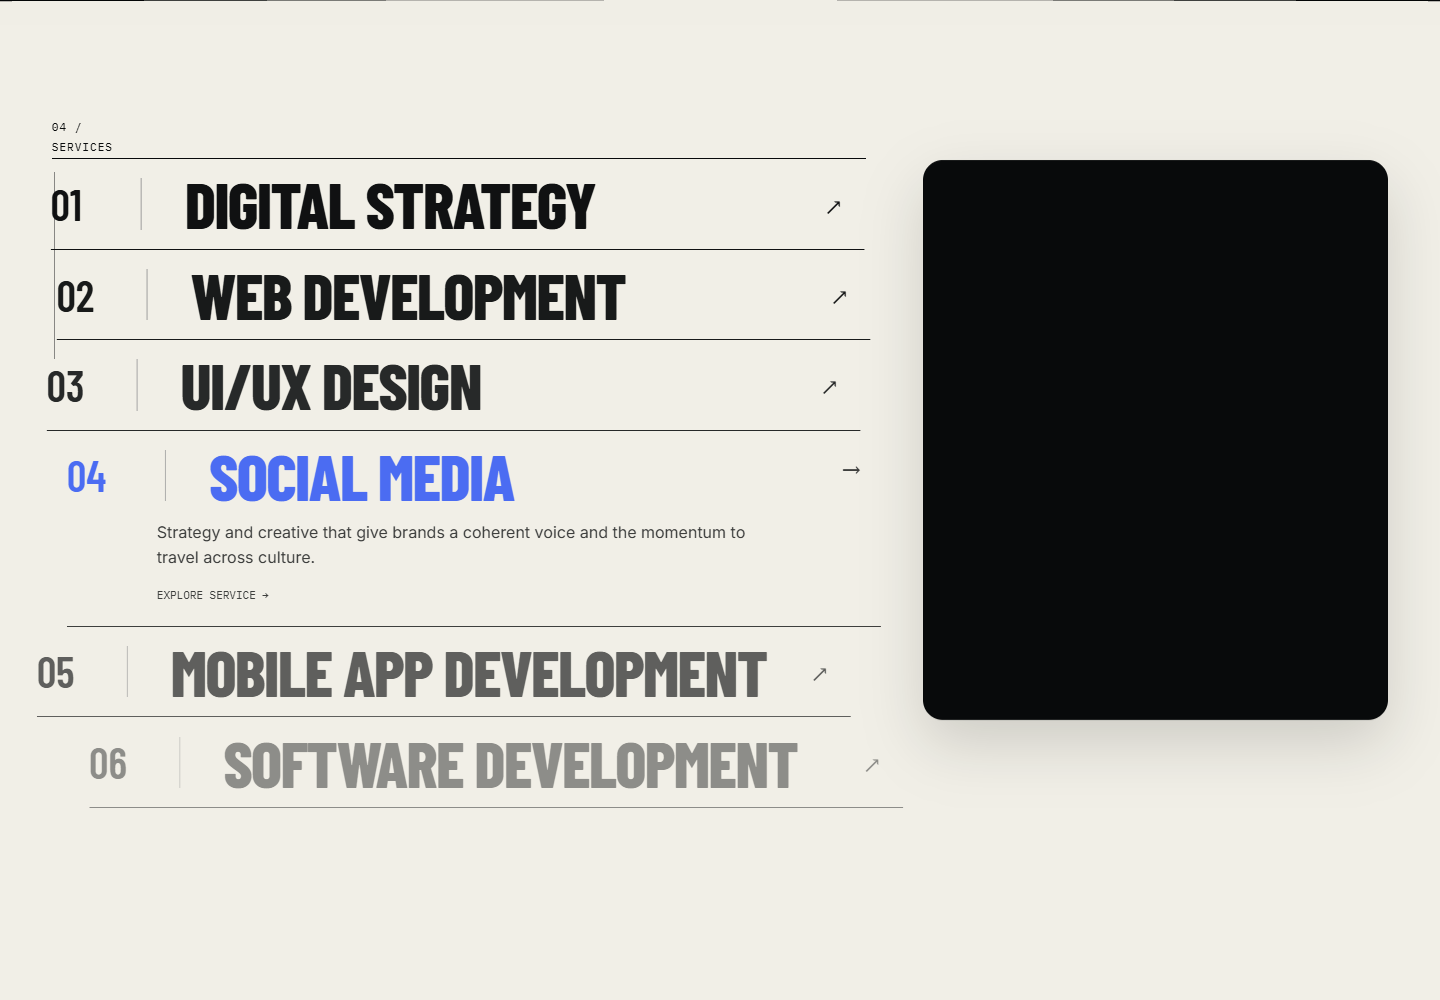 04 /
SERVICES
01 DIGITAL STRATEGY ↗
02 WEB DEVELOPMENT ↗
03 UI/UX DESIGN ↗
04 SOCIAL MEDIA →
Strategy and creative that give brands a coherent voice and the momentum to
travel across culture.
EXPLORE SERVICE →
05 MOBILE APP DEVELOPMENT ↗
06 SOFTWARE DEVELOPMENT ↗